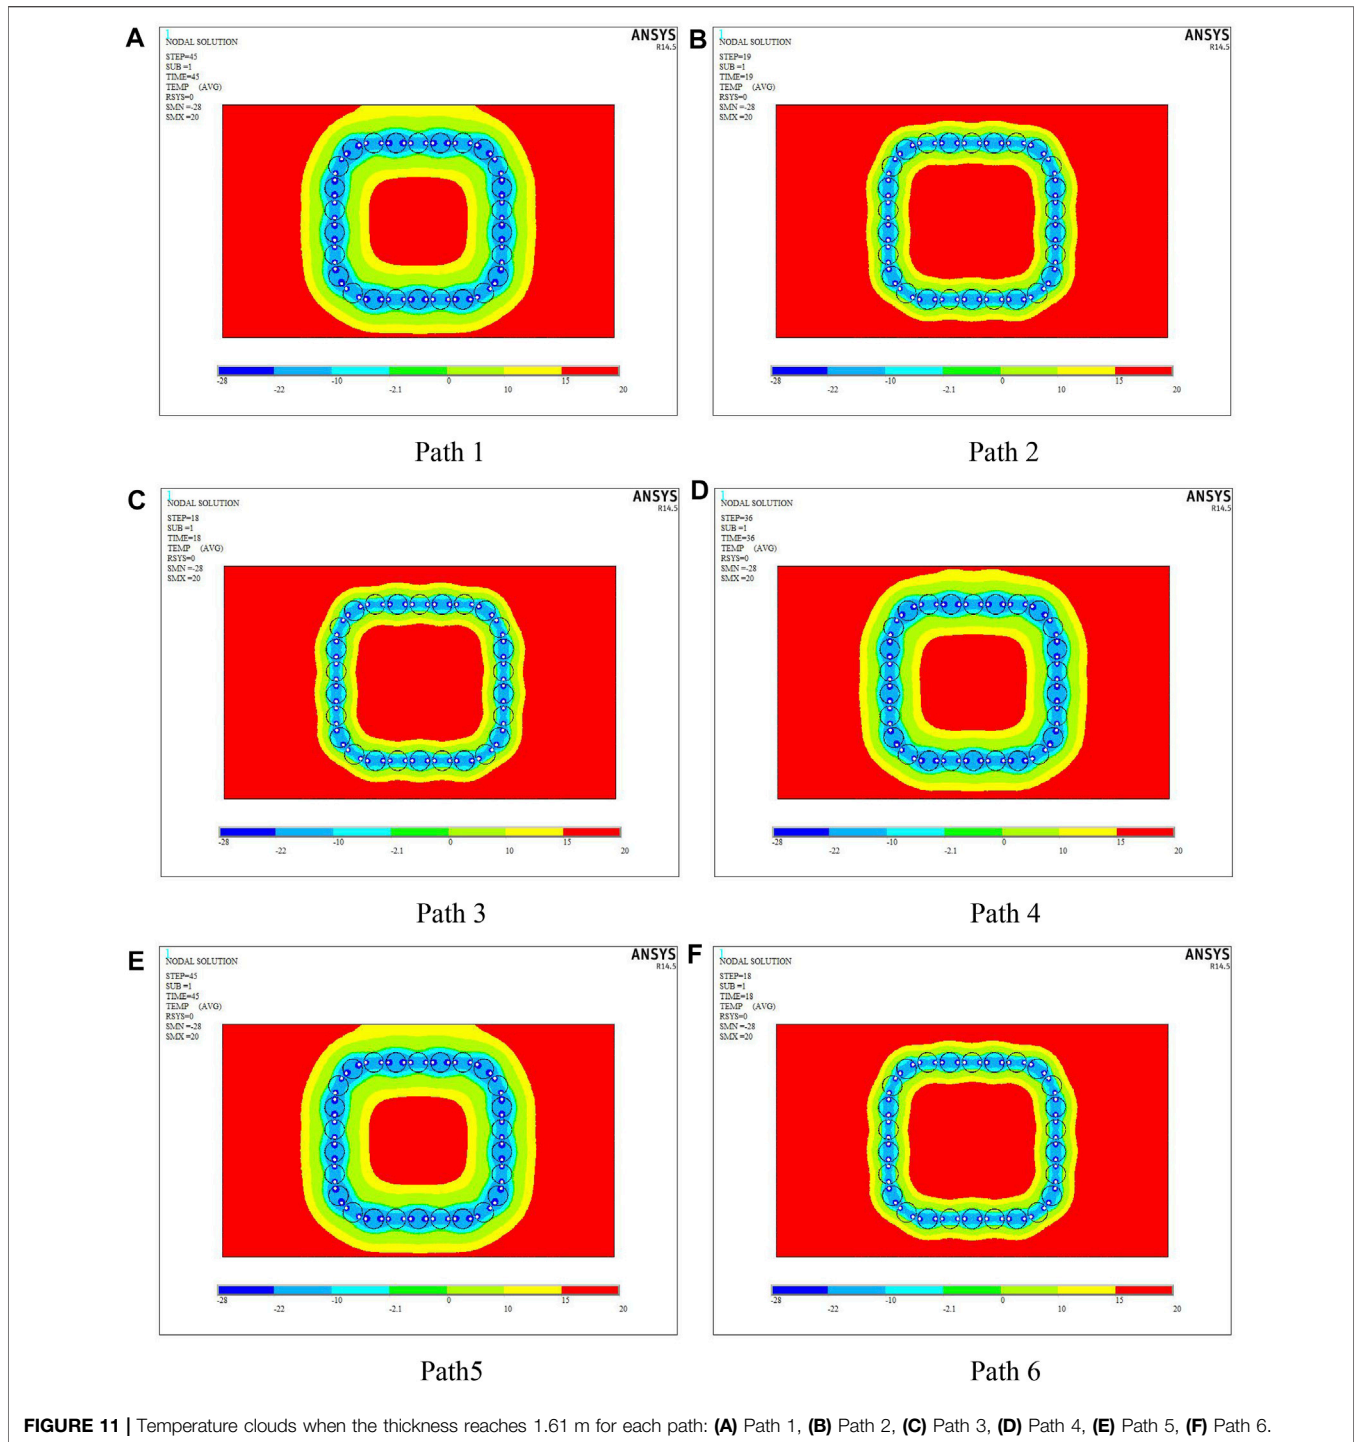 A
1
NODAL SOLUTION
STEP=45
SUB =1
TIME=45
TEMP (AVG)
RSYS=0
SMN =-28
SMX =20
ANSYS
R14.5
-28 -22 -10 -2.1 0 10 15 20
Path 1
B
1
NODAL SOLUTION
STEP=19
SUB =1
TIME=19
TEMP (AVG)
RSYS=0
SMN =-28
SMX =20
ANSYS
R14.5
-28 -22 -10 -2.1 0 10 15 20
Path 2
C
1
NODAL SOLUTION
STEP=18
SUB =1
TIME=18
TEMP (AVG)
RSYS=0
SMN =-28
SMX =20
ANSYS
R14.5
-28 -22 -10 -2.1 0 10 15 20
Path 3
D
1
NODAL SOLUTION
STEP=36
SUB =1
TIME=36
TEMP (AVG)
RSYS=0
SMN =-28
SMX =20
ANSYS
R14.5
-28 -22 -10 -2.1 0 10 15 20
Path 4
E
1
NODAL SOLUTION
STEP=45
SUB =1
TIME=45
TEMP (AVG)
RSYS=0
SMN =-28
SMX =20
ANSYS
R14.5
-28 -22 -10 -2.1 0 10 15 20
Path5
F
1
NODAL SOLUTION
STEP=18
SUB =1
TIME=18
TEMP (AVG)
RSYS=0
SMN =-28
SMX =20
ANSYS
R14.5
-28 -22 -10 -2.1 0 10 15 20
Path 6
FIGURE 11 | Temperature clouds when the thickness reaches 1.61 m for each path: (A) Path 1, (B) Path 2, (C) Path 3, (D) Path 4, (E) Path 5, (F) Path 6.